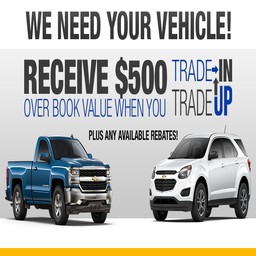 WE NEED YOUR VEHICLE!
RECEIVE $500
OVER BOOK VALUE WHEN YOU
TRADE IN
TRADE UP
PLUS ANY AVAILABLE REBATES!